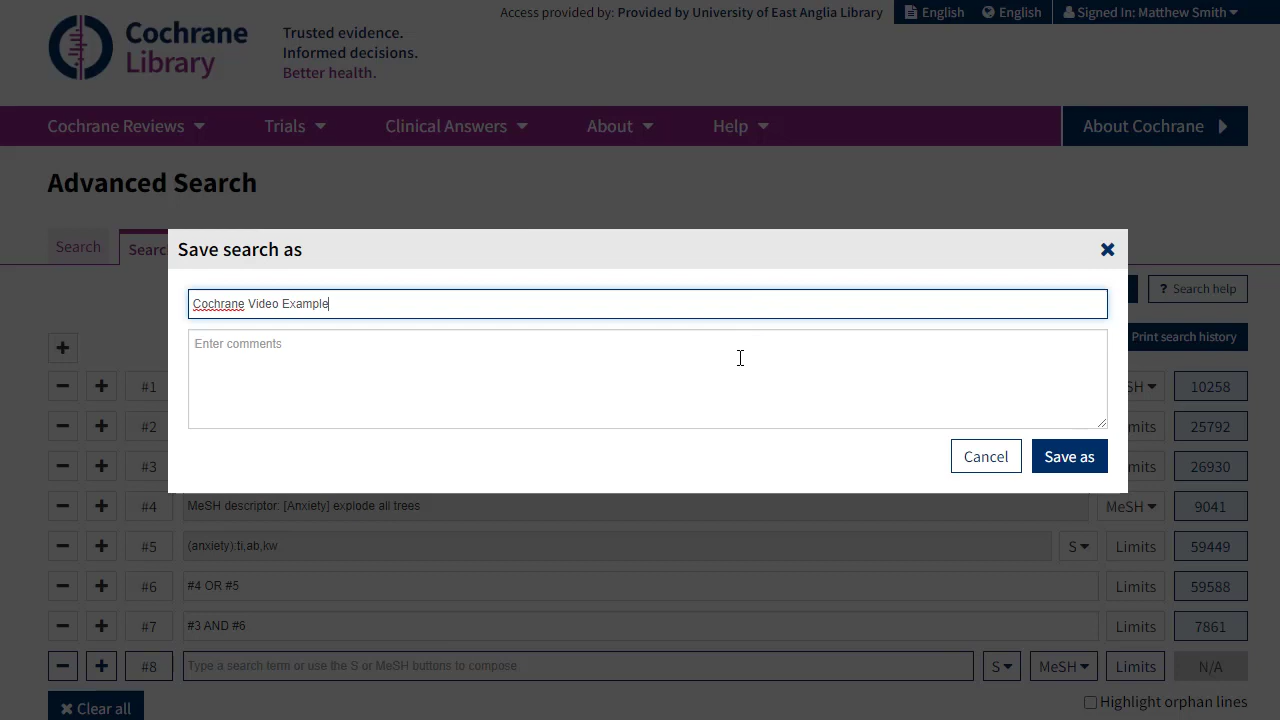 Access provided by: Provided by University of East Anglia Library
English
English
Signed In: Matthew Smith
Cochrane
Library
Trusted evidence.
Informed decisions.
Better health.
Cochrane Reviews
Trials
Clinical Answers
About
Help
About Cochrane
Advanced Search
Search
Searc
Save search as
Cochrane Video Example
? Search help
Enter comments
Print search history
#1
SH
10258
#2
mits
25792
Cancel
Save as
#3
mits
26930
#4
MeSH descriptor: [Anxiety] explode all trees
MeSH
9041
#5
(anxiety):ti,ab,kw
S
Limits
59449
#6
#4 OR #5
Limits
59588
#7
#3 AND #6
Limits
7861
#8
Type a search term or use the S or MeSH buttons to compose
S
MeSH
Limits
N/A
Clear all
Highlight orphan lines